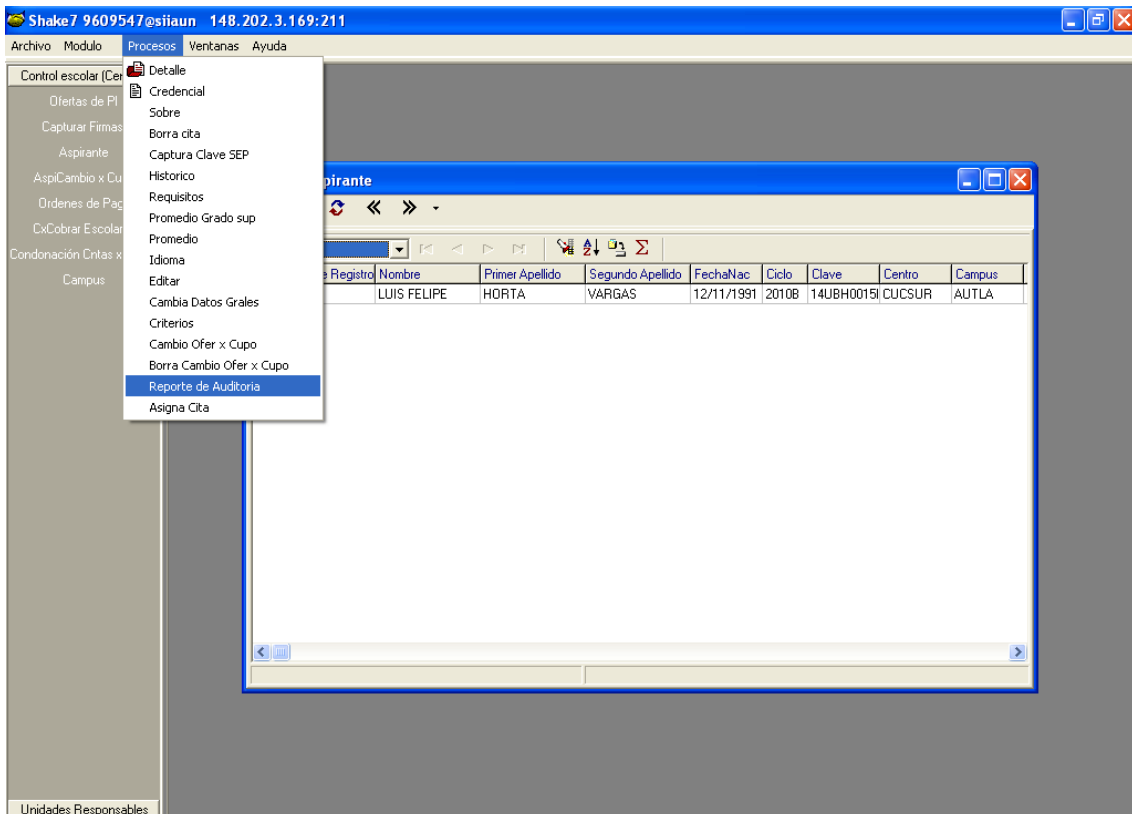 Shake7 9609547@siiaun 148.202.3.169:211
Archivo Modulo Procesos Ventanas Ayuda
Control escolar (Cer
Ofertas de PI
Capturar Firmas
Aspirante
AspiCambio x Cu
Ordenes de Pag
CxCobrar Escolar
Condonación Cntas x
Campus
Detalle
Credencial
Sobre
Borra cita
Captura Clave SEP
Historico
Requisitos
Promedio Grado sup
Promedio
Idioma
Editar
Cambia Datos Grales
Criterios
Cambio Ofer x Cupo
Borra Cambio Ofer x Cupo
Reporte de Auditoria
Asigna Cita
pirante
e Registro Nombre Primer Apellido Segundo Apellido FechaNac Ciclo Clave Centro Campus
LUIS FELIPE HORTA VARGAS 12/11/1991 2010B 14UBH0015 CUCSUR AUTLA
Unidades Responsables